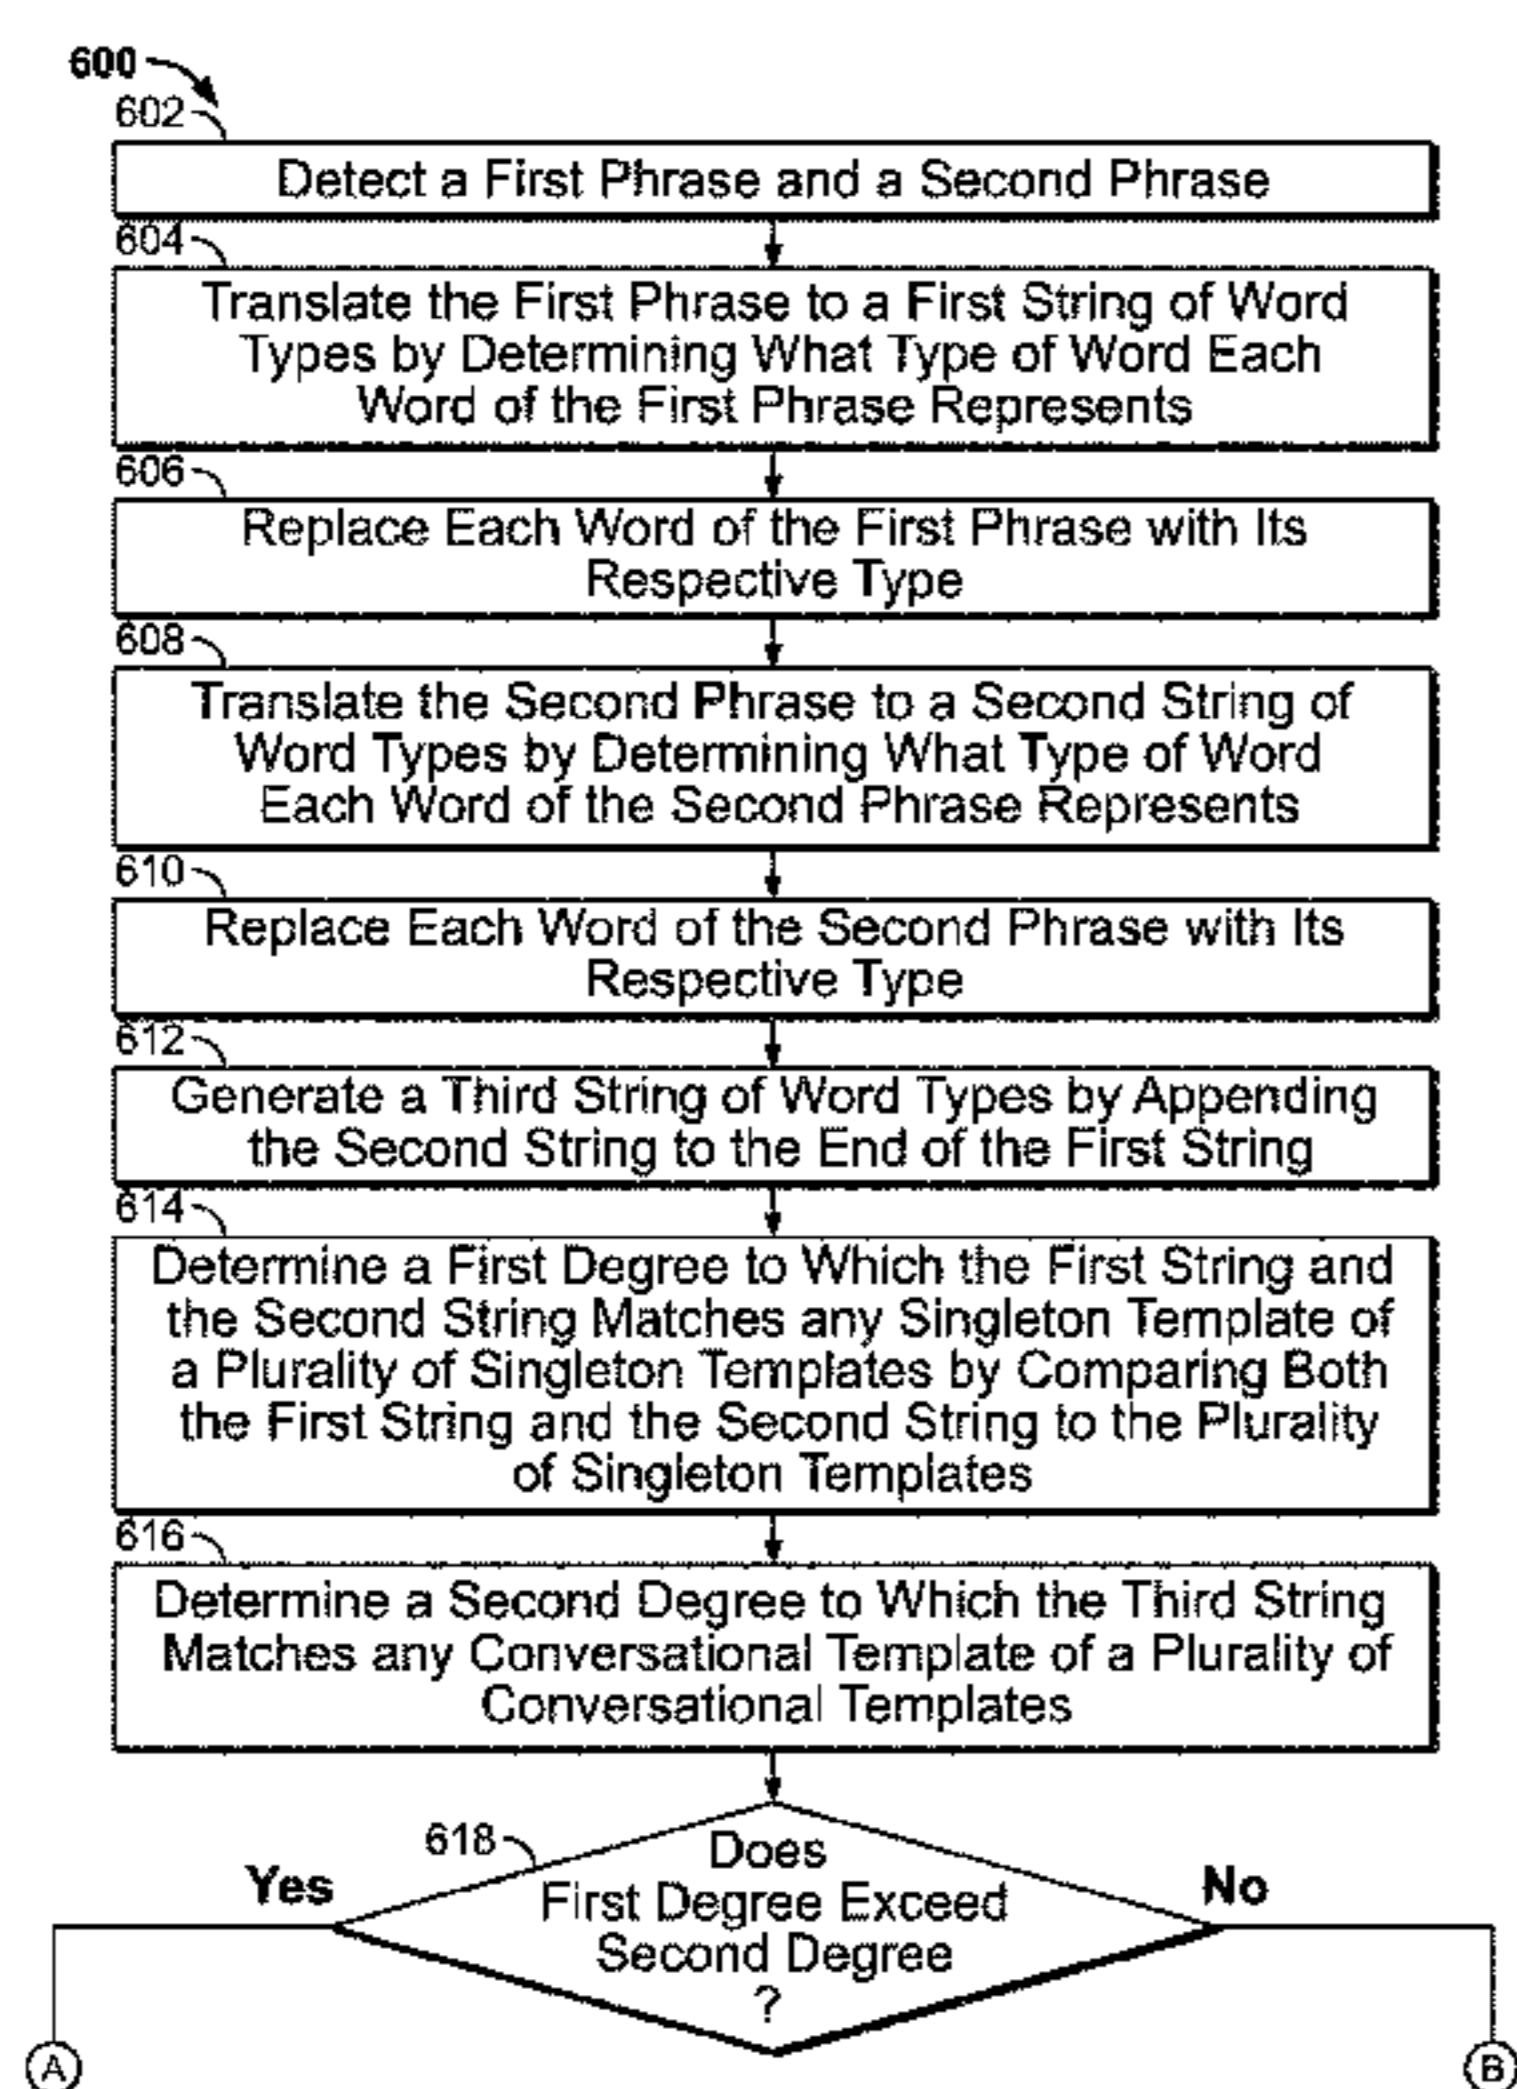 600
602
Detect a First Phrase and a Second Phrase
604
Translate the First Phrase to a First String of Word
Types by Determining What Type of Word Each
Word of the First Phrase Represents
606
Replace Each Word of the First Phrase with Its
Respective Type
608
Translate the Second Phrase to a Second String of
Word Types by Determining What Type of Word
Each Word of the Second Phrase Represents
610
Replace Each Word of the Second Phrase with Its
Respective Type
612
Generate a Third String of Word Types by Appending
the Second String to the End of the First String
614
Determine a First Degree to Which the First String and
the Second String Matches any Singleton Template of
a Plurality of Singleton Templates by Comparing Both
the First String and the Second String to the Plurality
of Singleton Templates
616
Determine a Second Degree to Which the Third String
Matches any Conversational Template of a Plurality of
Conversational Templates
618
Does
First Degree Exceed
Second Degree
?
Yes
No
A
B